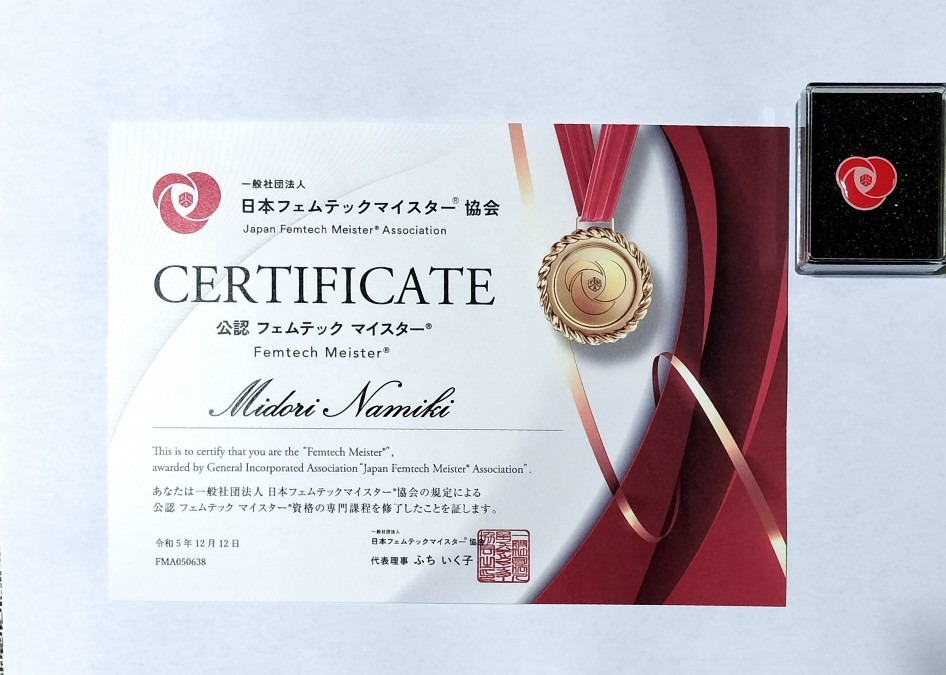 一般社団法人
日本フェムテックマイスター®協会
Japan Femtech Meister® Association
CERTIFICATE
公認 フェムテック マイスター®
Femtech Meister®
Midori Namiki
This is to certify that you are the "Femtech Meister®",
awarded by General Incorporated Association "Japan Femtech Meister® Association".
あなたは一般社団法人 日本フェムテックマイスター®協会の規定による
公認 フェムテック マイスター®資格の専門課程を修了したことを証します。
令和5年12月12日
FMA050638
一般社団法人
日本フェムテックマイスター®協会
代表理事 ふち いく子